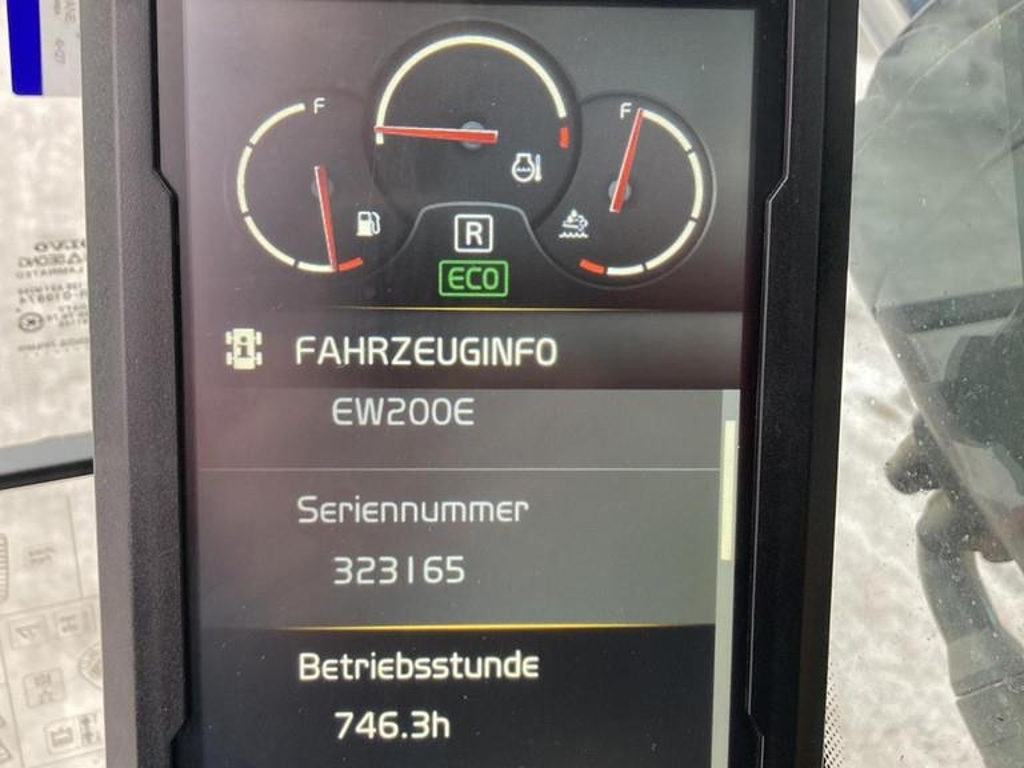 F
F
R
ECO
FAHRZEUGINFO
EW200E
Seriennummer
323165
Betriebsstunde
746.3h